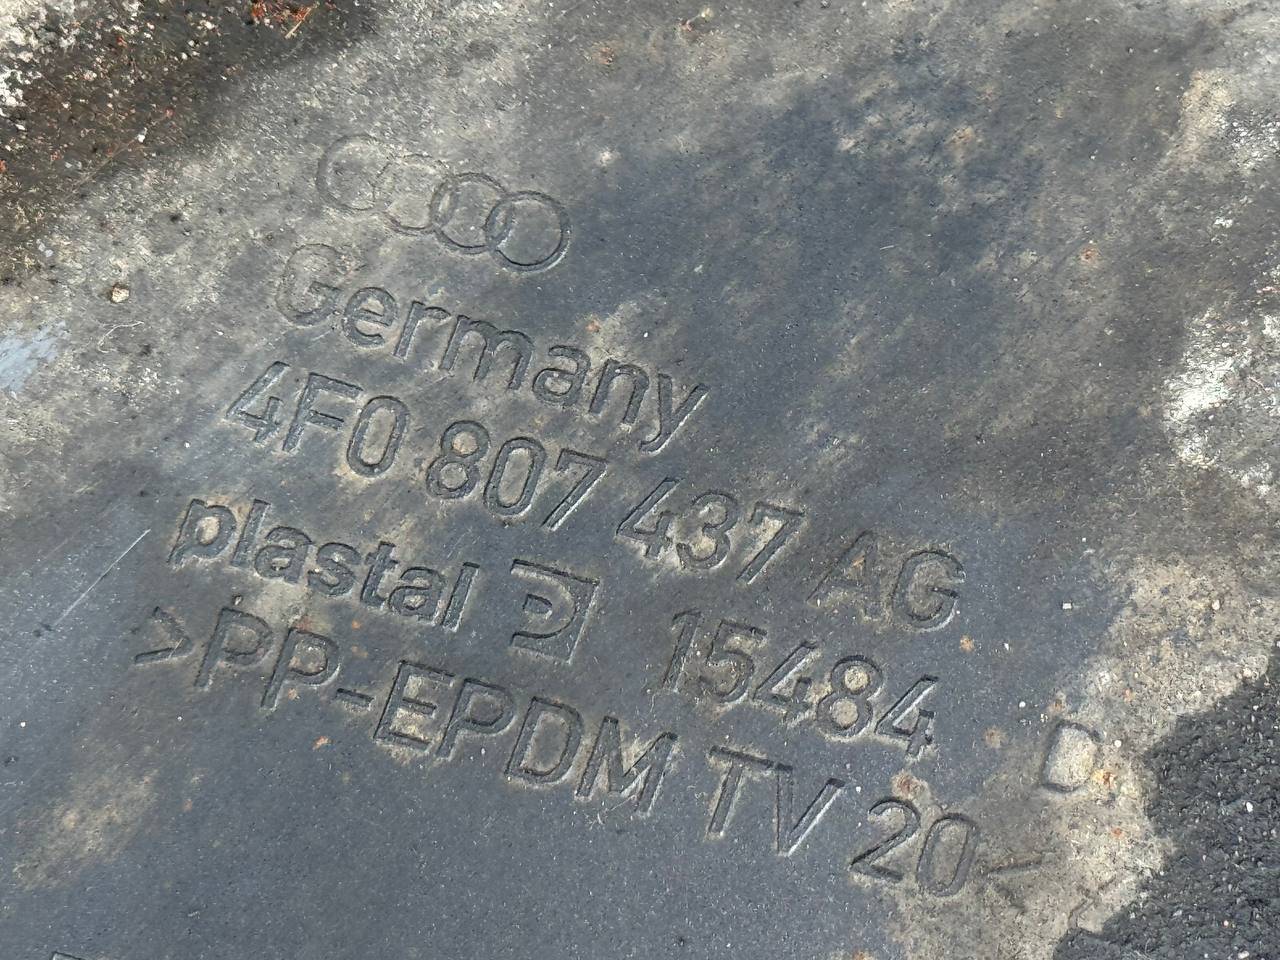 Germany
4F0 807 437 AG
plastal 15484 D
>PP-EPDM TV 20<